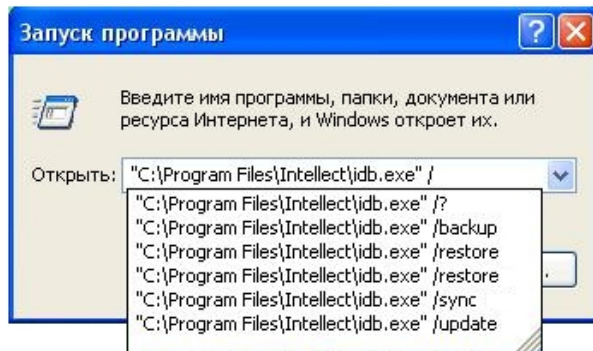 Запуск программы
Введите имя программы, папки, документа или
ресурса Интернета, и Windows откроет их.
Открыть: "C:\Program Files\Intellect\idb.exe" /
"C:\Program Files\Intellect\idb.exe" /?
"C:\Program Files\Intellect\idb.exe" /backup
"C:\Program Files\Intellect\idb.exe" /restore
"C:\Program Files\Intellect\idb.exe" /restore
"C:\Program Files\Intellect\idb.exe" /sync
"C:\Program Files\Intellect\idb.exe" /update